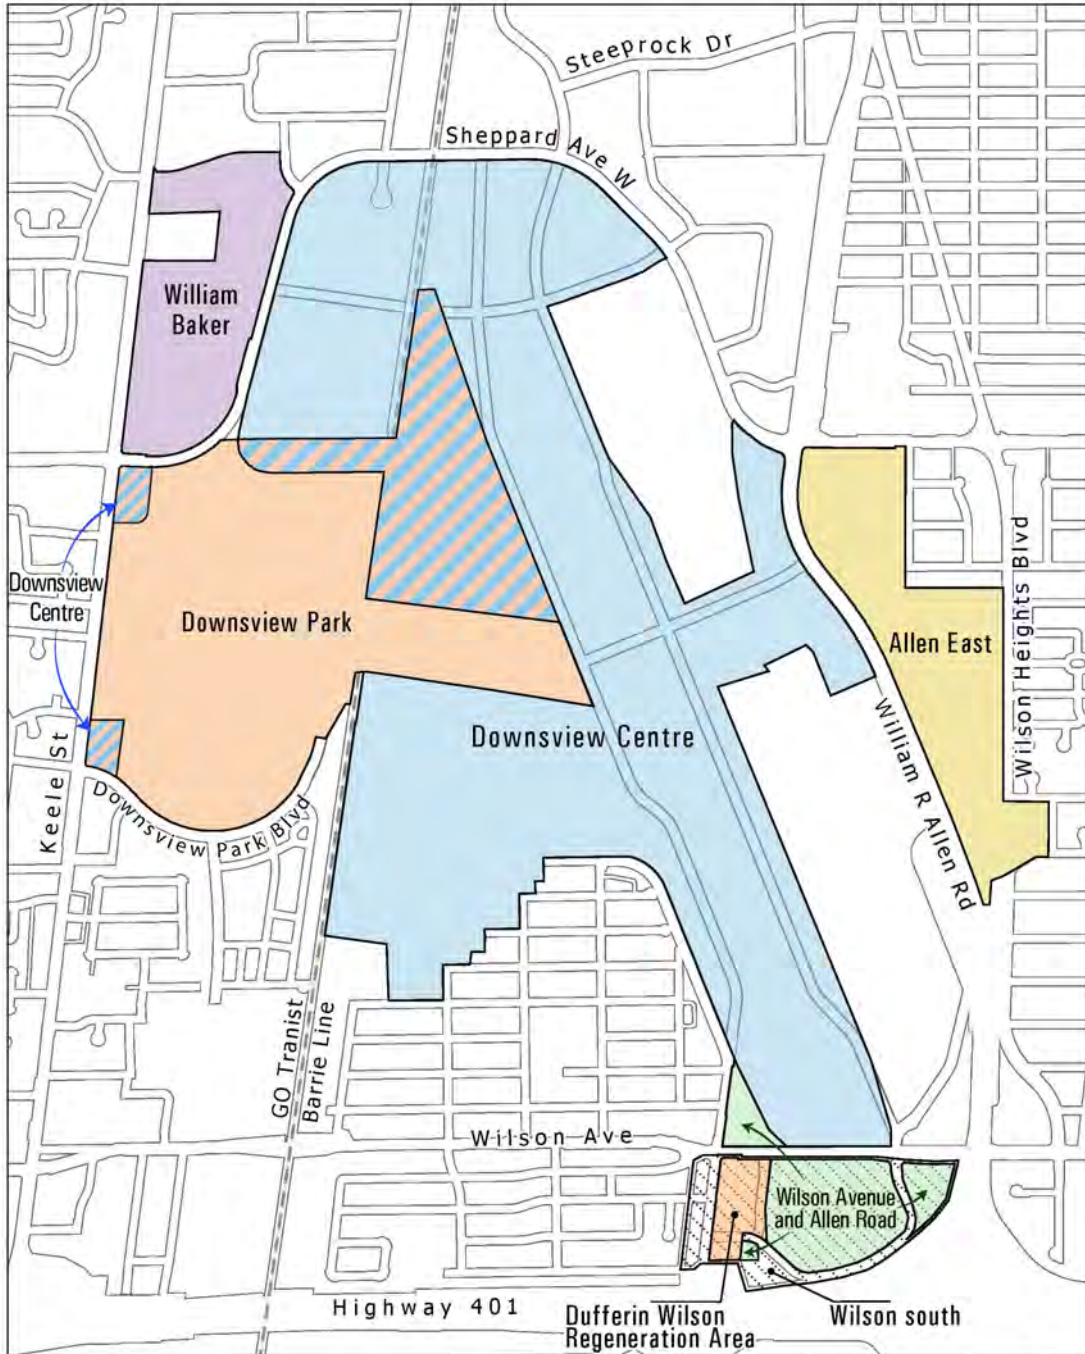 Steeprock Dr
Sheppard Ave W
William
Baker
Downsview
Centre
Downsview Park
Allen East
Wilson Heights Blvd
Downsview Centre
William R Allen Rd
Keele St
Downsview Park Blvd
GO Tranist
Barrie Line
Wilson Ave
Wilson Avenue
and Allen Road
Highway 401
Dufferin Wilson
Regeneration Area
Wilson south